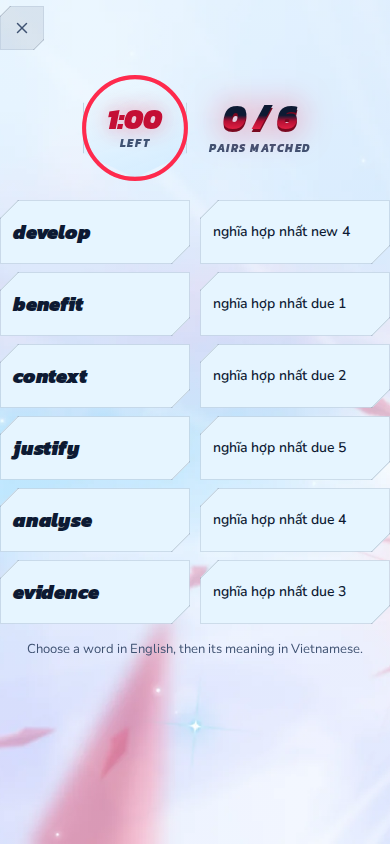 1:00
LEFT
0 / 6
PAIRS MATCHED
develop
nghĩa hợp nhất new 4
benefit
nghĩa hợp nhất due 1
context
nghĩa hợp nhất due 2
justify
nghĩa hợp nhất due 5
analyse
nghĩa hợp nhất due 4
evidence
nghĩa hợp nhất due 3
Choose a word in English, then its meaning in Vietnamese.